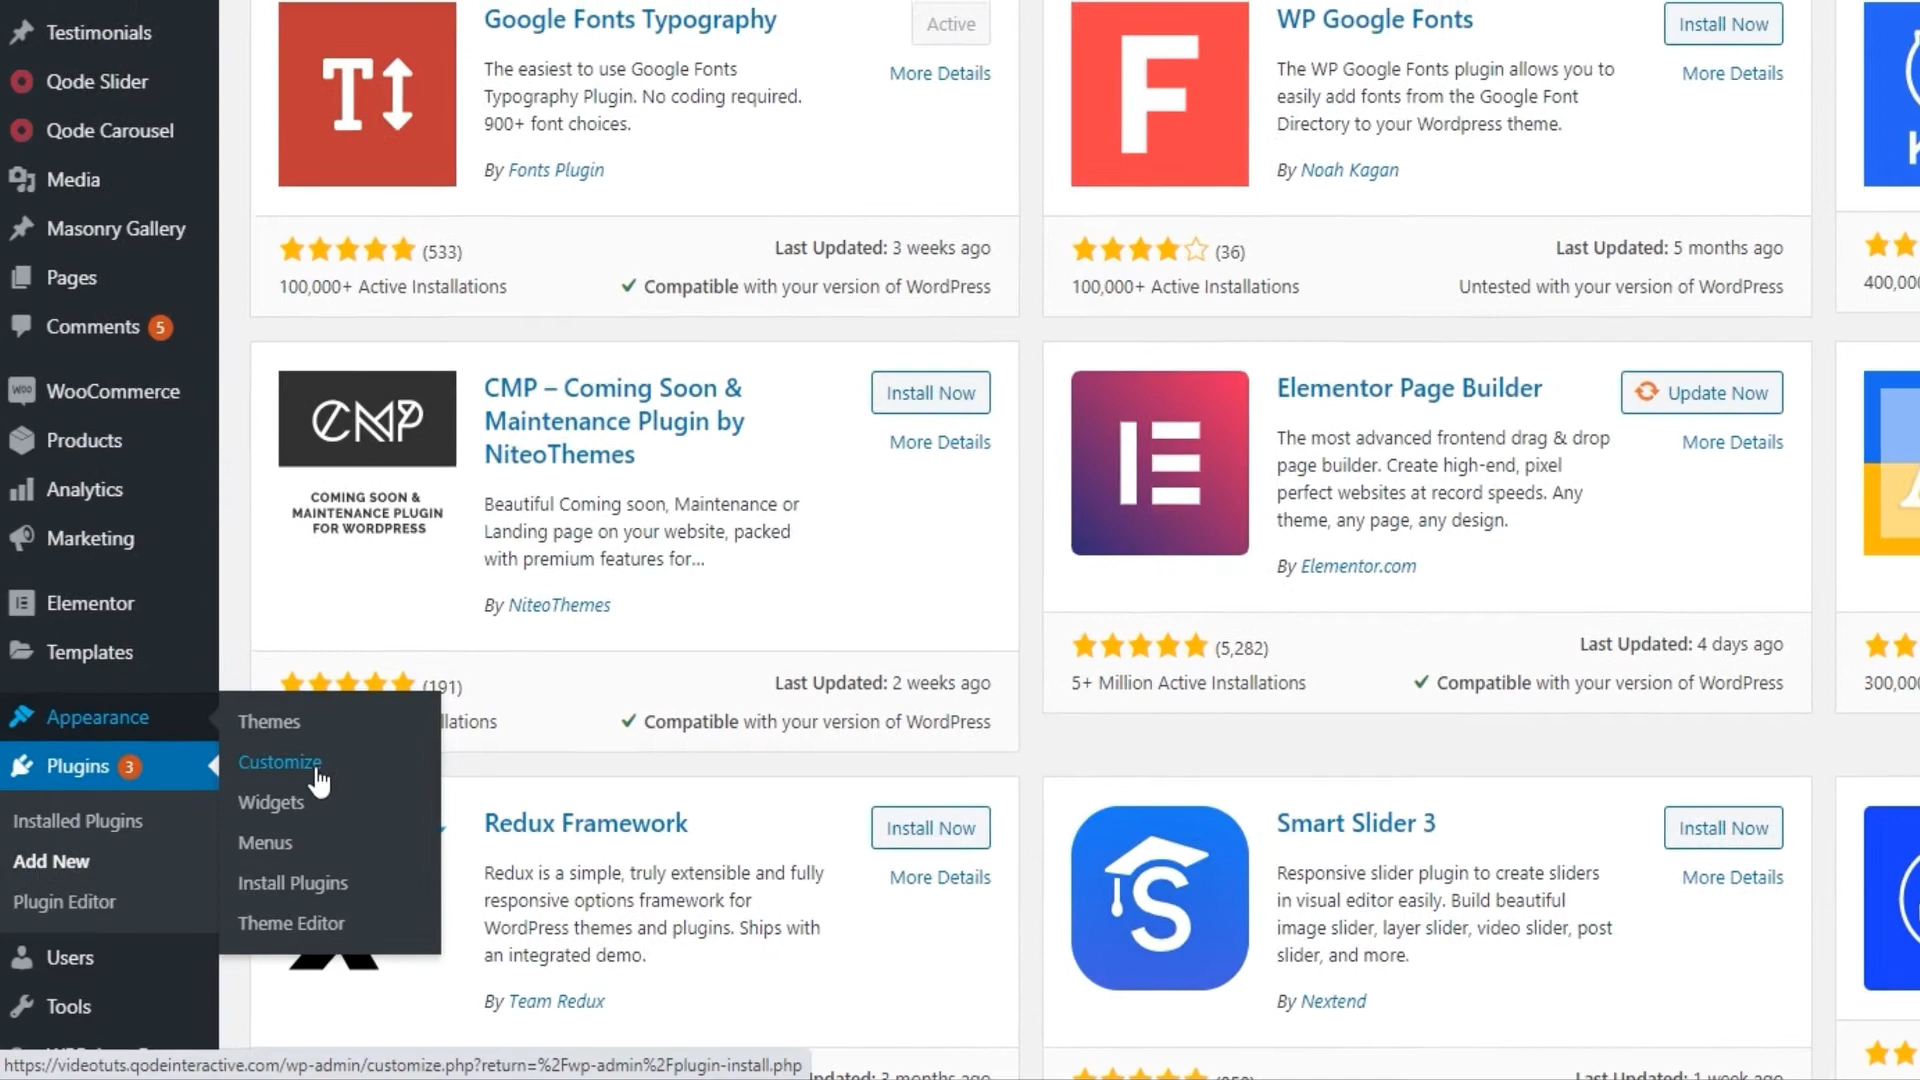 Testimonials
Qode Slider
Qode Carousel
Media
Masonry Gallery
Pages
Comments 5
WooCommerce
Products
Analytics
Marketing
Elementor
Templates
Appearance
Plugins 3
Installed Plugins
Add New
Plugin Editor
Users
Tools
Themes
Customize
Widgets
Menus
Install Plugins
Theme Editor
Google Fonts Typography
Active
More Details
The easiest to use Google Fonts
Typography Plugin. No coding required.
900+ font choices.
By Fonts Plugin
(533)
Last Updated: 3 weeks ago
100,000+ Active Installations
Compatible with your version of WordPress
F
WP Google Fonts
Install Now
More Details
The WP Google Fonts plugin allows you to
easily add fonts from the Google Font
Directory to your Wordpress theme.
By Noah Kagan
(36)
Last Updated: 5 months ago
100,000+ Active Installations
Untested with your version of WordPress
400,000
CMP
COMING SOON &
MAINTENANCE PLUGIN
FOR WORDPRESS
CMP – Coming Soon &
Maintenance Plugin by
NiteoThemes
Install Now
More Details
Beautiful Coming soon, Maintenance or
Landing page on your website, packed
with premium features for...
By NiteoThemes
(191)
Last Updated: 2 weeks ago
llations
Compatible with your version of WordPress
Elementor Page Builder
Update Now
More Details
The most advanced frontend drag & drop
page builder. Create high-end, pixel
perfect websites at record speeds. Any
theme, any page, any design.
By Elementor.com
(5,282)
Last Updated: 4 days ago
5+ Million Active Installations
Compatible with your version of WordPress
300,000
Redux Framework
Install Now
More Details
Redux is a simple, truly extensible and fully
responsive options framework for
WordPress themes and plugins. Ships with
an integrated demo.
By Team Redux
S
Smart Slider 3
Install Now
More Details
Responsive slider plugin to create sliders
in visual editor easily. Build beautiful
image slider, layer slider, video slider, post
slider, and more.
By Nextend
https://videotuts.qodeinteractive.com/wp-admin/customize.php?return=%2Fwp-admin%2Fplugin-install.php
pdated: 3 months ago
Last Updated: 1 week ago